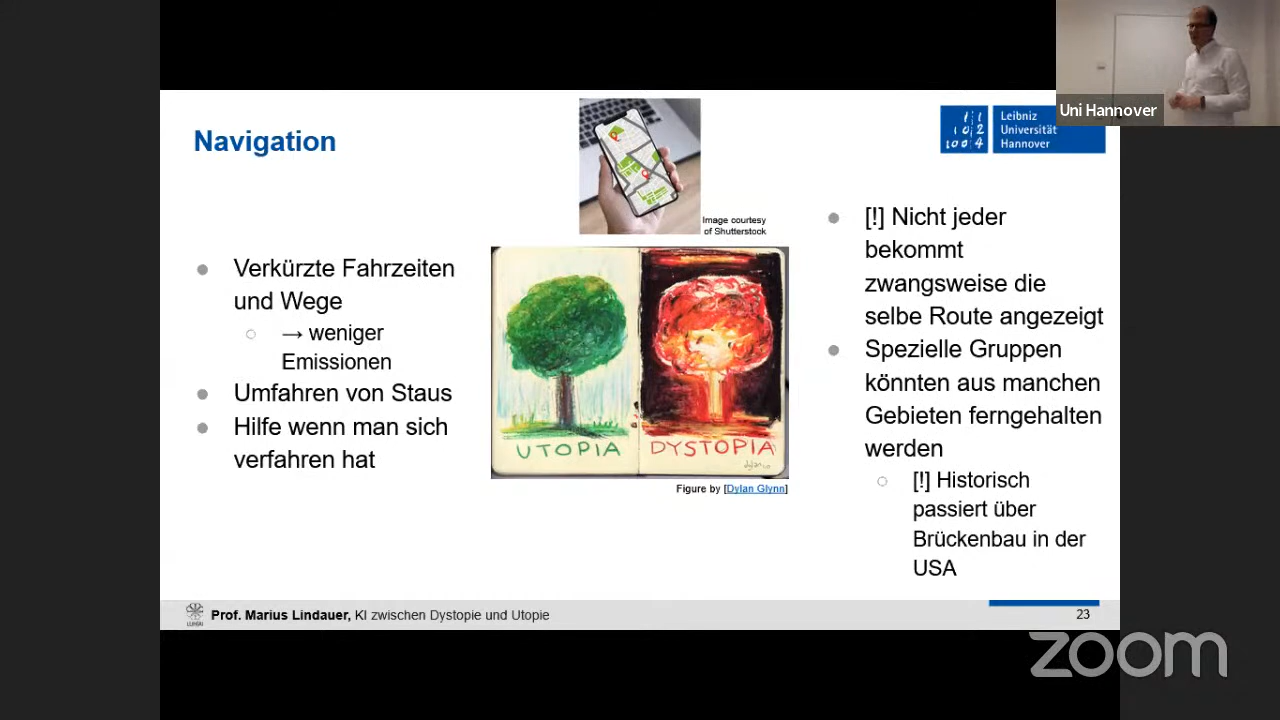 Uni Hannover
Navigation
Leibniz
Universität
Hannover
Image courtesy
of Shutterstock
Verkürzte Fahrzeiten
und Wege
→ weniger
Emissionen
Umfahren von Staus
Hilfe wenn man sich
verfahren hat
UTOPIA
DYSTOPIA
Figure by [Dylan Glynn]
[!] Nicht jeder
bekommt
zwangsweise die
selbe Route angezeigt
Spezielle Gruppen
könnten aus manchen
Gebieten ferngehalten
werden
[!] Historisch
passiert über
Brückenbau in der
USA
Prof. Marius Lindauer, KI zwischen Dystopie und Utopie
23
zoom